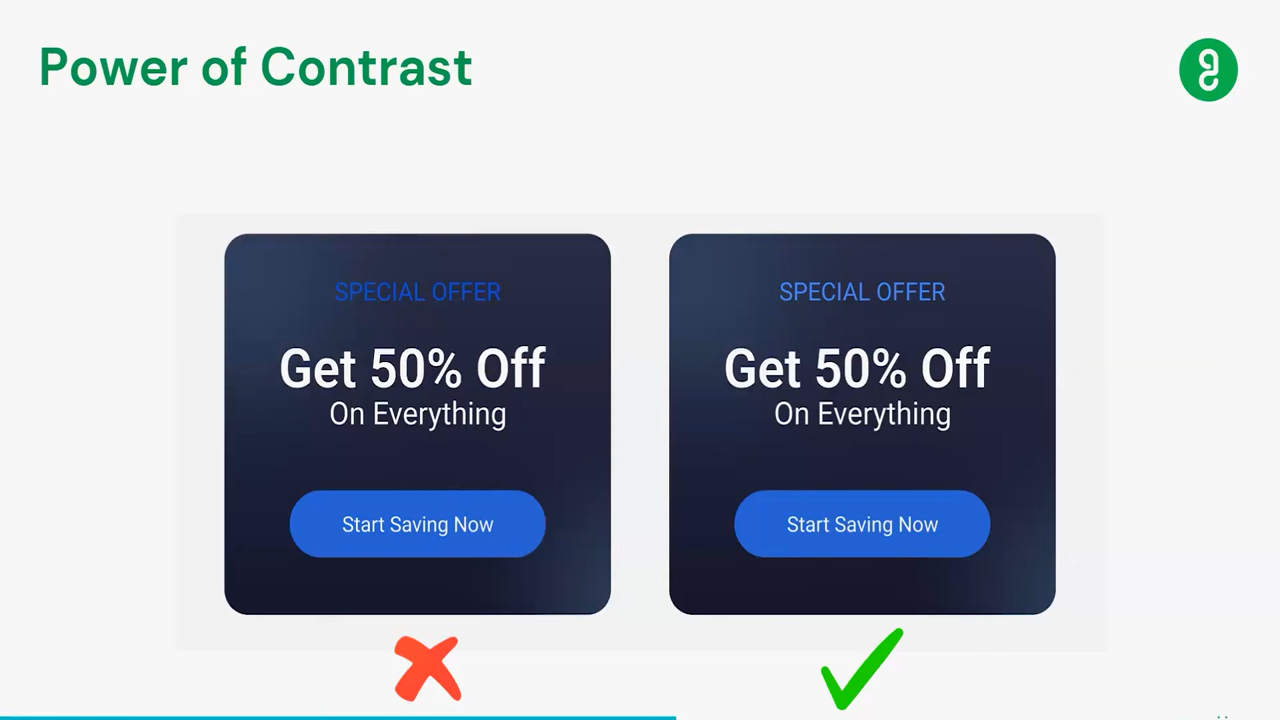 Power of Contrast
SPECIAL OFFER
Get 50% Off
On Everything
Start Saving Now
SPECIAL OFFER
Get 50% Off
On Everything
Start Saving Now